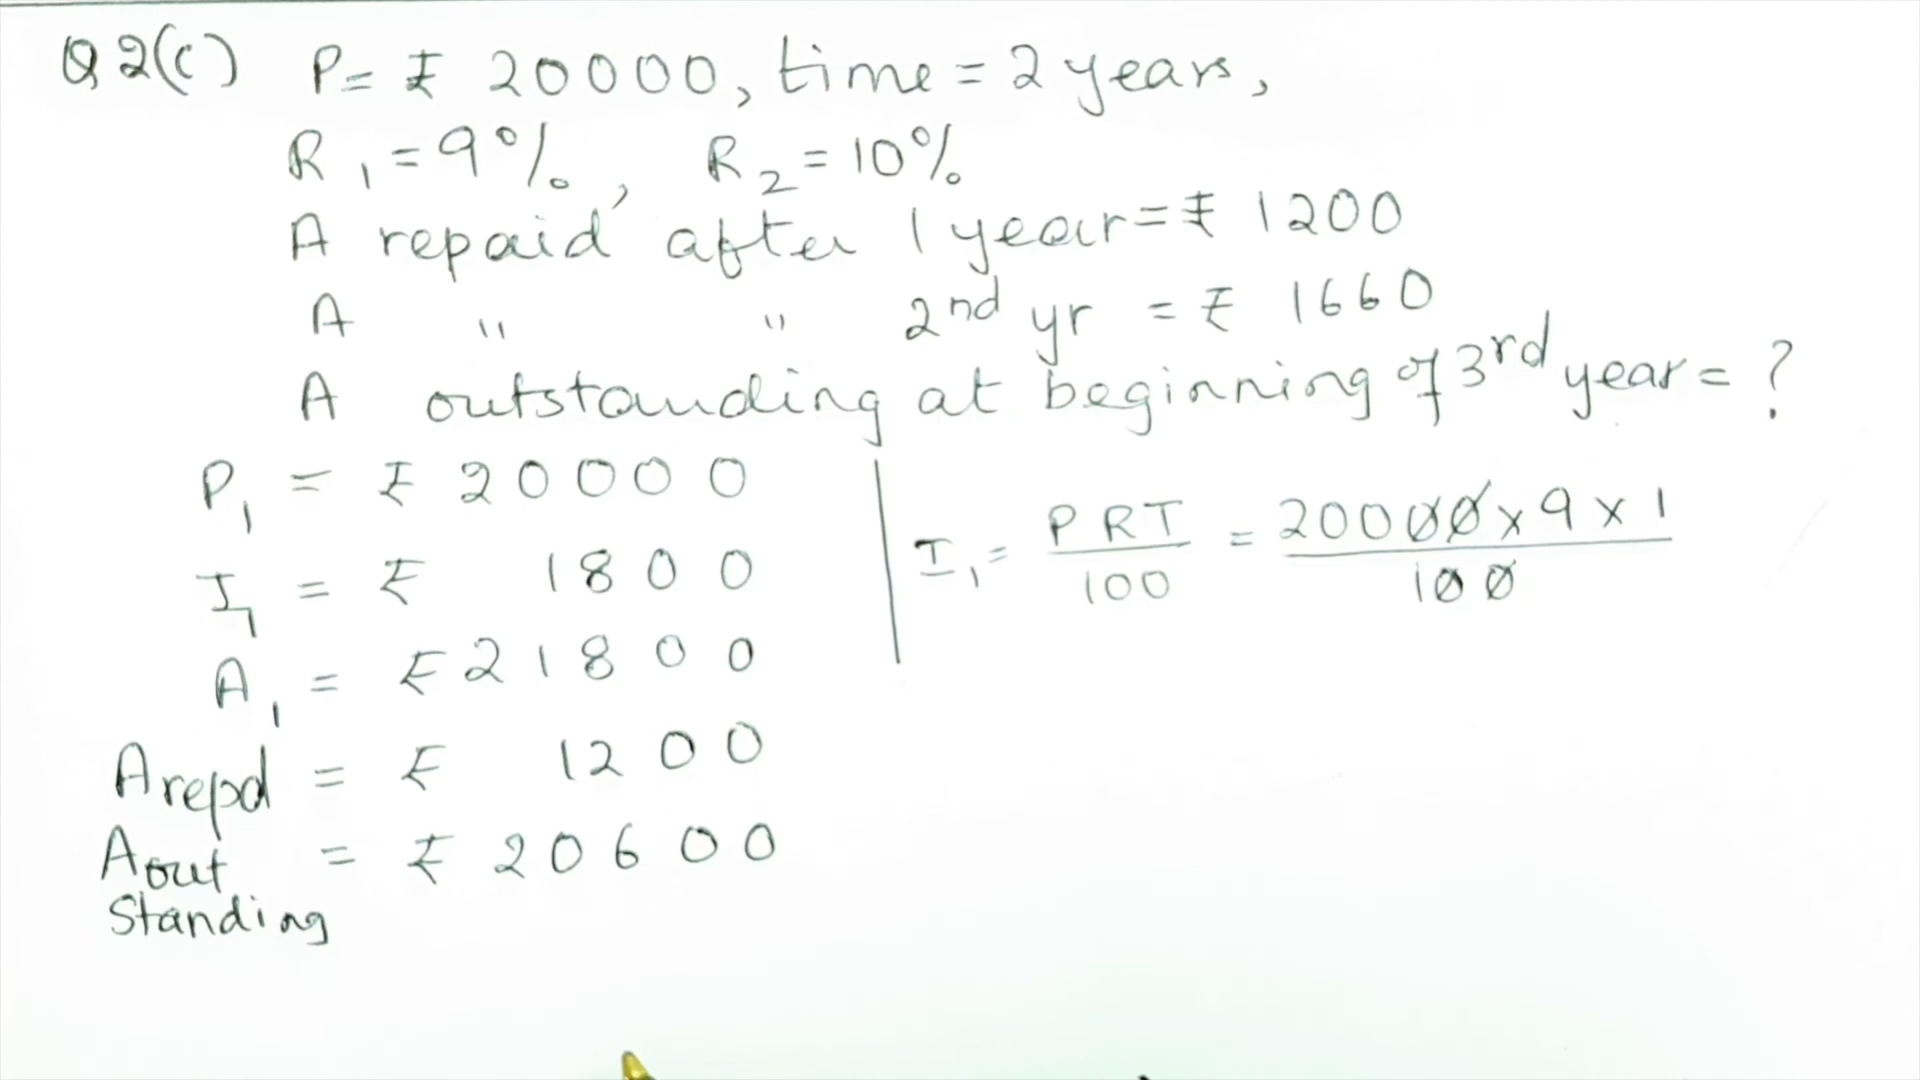 Q2(c) P = ₹ 20000, time = 2 years,
R₁ = 9%, R₂ = 10%
A repaid after 1 year = ₹ 1200
A " " 2nd yr = ₹ 1660
A outstanding at beginning of 3rd year = ?
P₁ = ₹ 20000
I₁ = ₹ 1800
A₁ = ₹ 21800
A repd = ₹ 1200
A out = ₹ 20600
standing
I₁ = PRT/100 = 20000 x 9 x 1/100